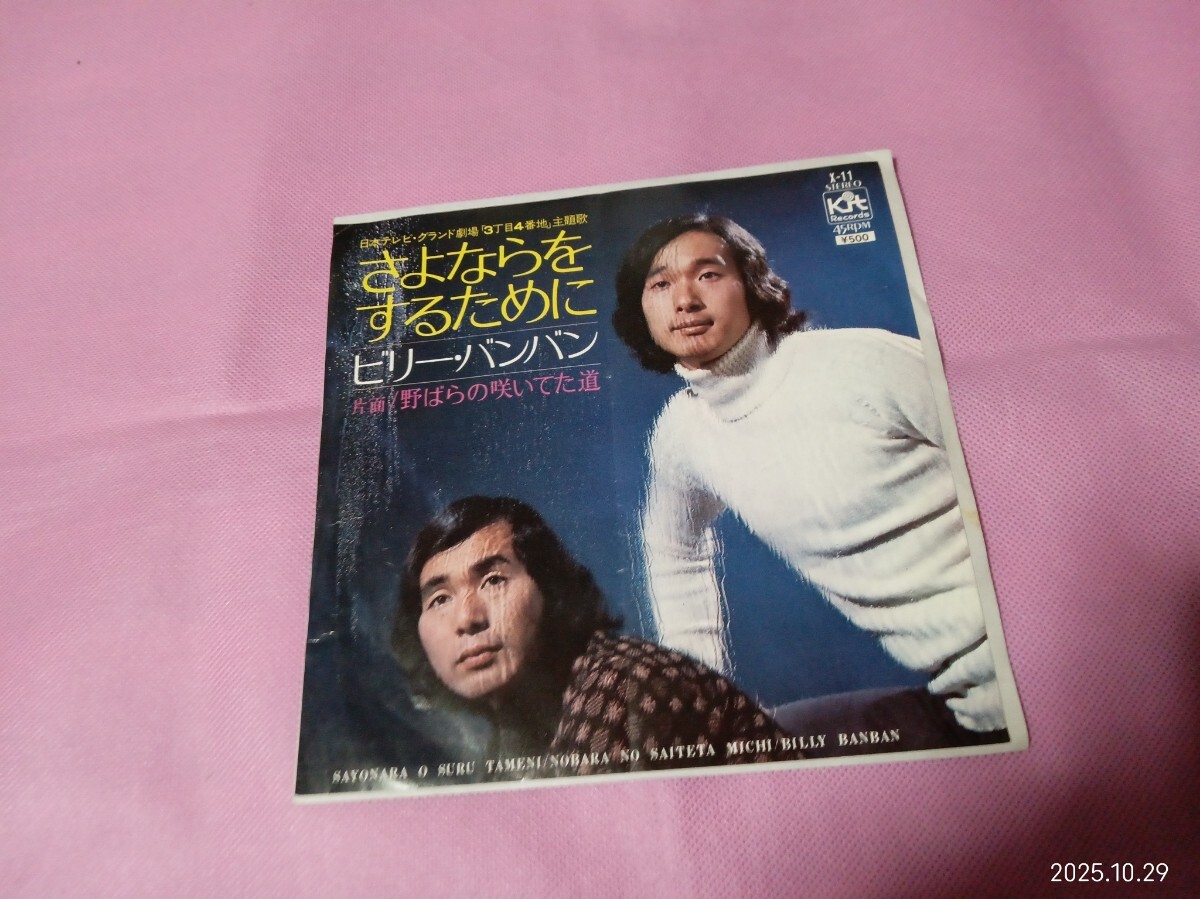 X-11
STEREO
Kit
Records
45RPM
¥500
日本テレビ・グランド劇場「3丁目4番地」主題歌
さよならを
するために
ビリー・バンバン
片面/野ばらの咲いてた道
SAYONARA O SURU TAMENI/NOBARA NO SAITETA MICHI/BILLY BANBAN
2025.10.29